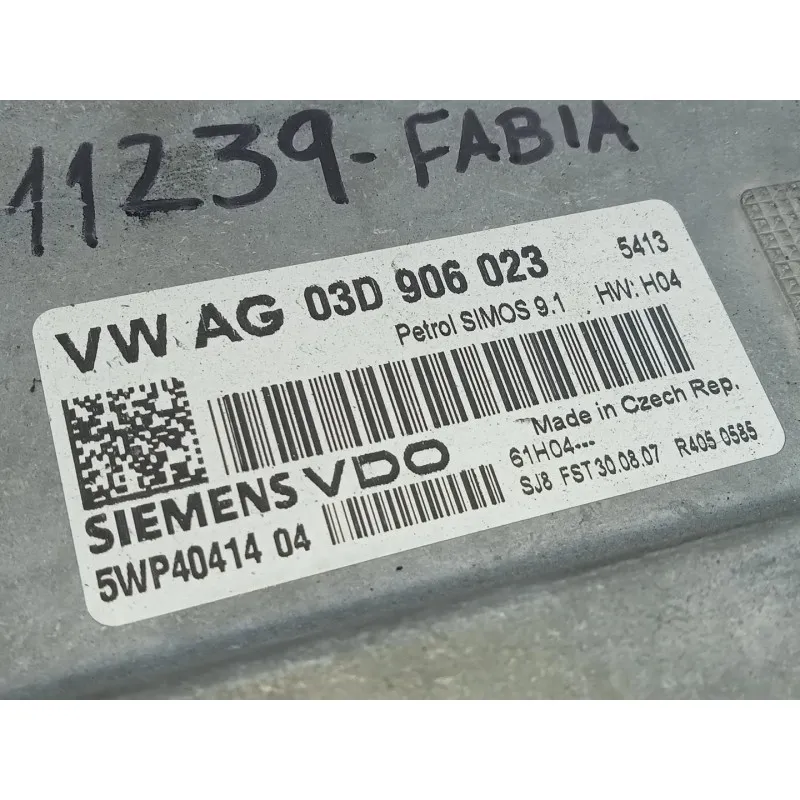 11239-FABIA
VW AG 03D 906 023 5413
Petrol SIMOS 9.1 HW: H04
Made in Czech Rep.
SIEMENS VDO 61H04---
SJ8 FST 30.08.07 R405 0585
5WP40414 04